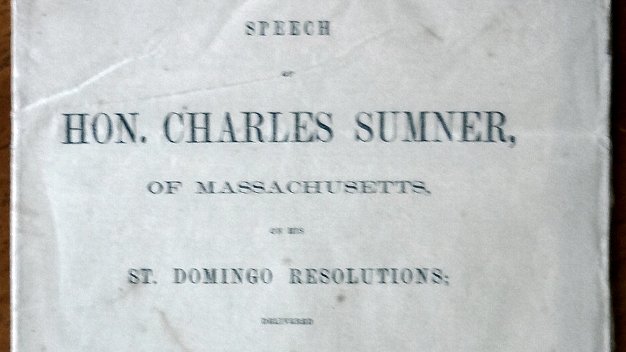 SPEECH
OF
HON. CHARLES SUMNER,
OF MASSACHUSETTS,
ON HIS
ST. DOMINGO RESOLUTIONS;
DELIVERED